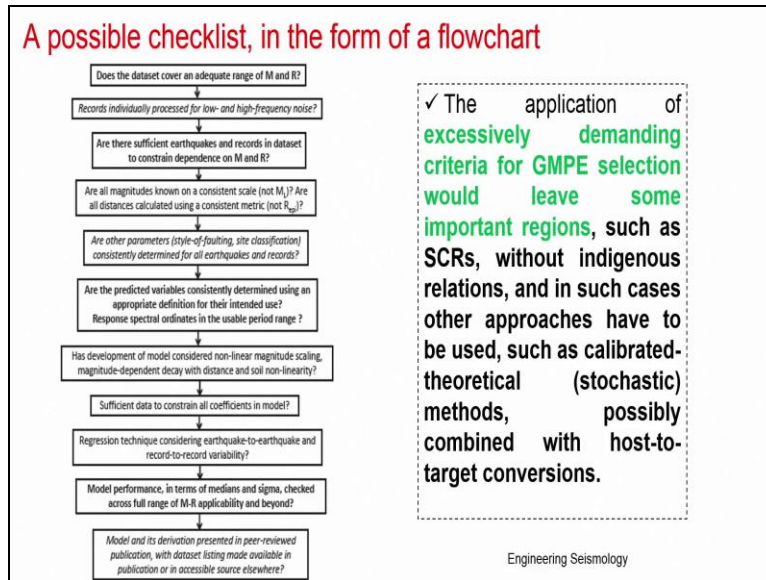 A possible checklist, in the form of a flowchart
Does the dataset cover an adequate range of M and R?
Records individually processed for low- and high-frequency noise?
Are there sufficient earthquakes and records in dataset
to constrain dependence on M and R?
Are all magnitudes known on a consistent scale (not ML)? Are
all distances calculated using a consistent metric (not Repi)?
Are other parameters (style-of-faulting, site classification)
consistently determined for all earthquakes and records?
Are the predicted variables consistently determined using an
appropriate definition for their intended use?
Response spectral ordinates in the usable period range ?
Has development of model considered non-linear magnitude scaling,
magnitude-dependent decay with distance and soil non-linearity?
Sufficient data to constrain all coefficients in model?
Regression technique considering earthquake-to-earthquake and
record-to-record variability?
Model performance, in terms of medians and sigma, checked
across full range of M-R applicability and beyond?
Model and its derivation presented in peer-reviewed
publication, with dataset listing made available in
publication or in accessible source elsewhere?
✓ The application of
excessively demanding
criteria for GMPE selection
would leave some
important regions, such as
SCRs, without indigenous
relations, and in such cases
other approaches have to
be used, such as calibrated-
theoretical (stochastic)
methods, possibly
combined with host-to-
target conversions.
Engineering Seismology